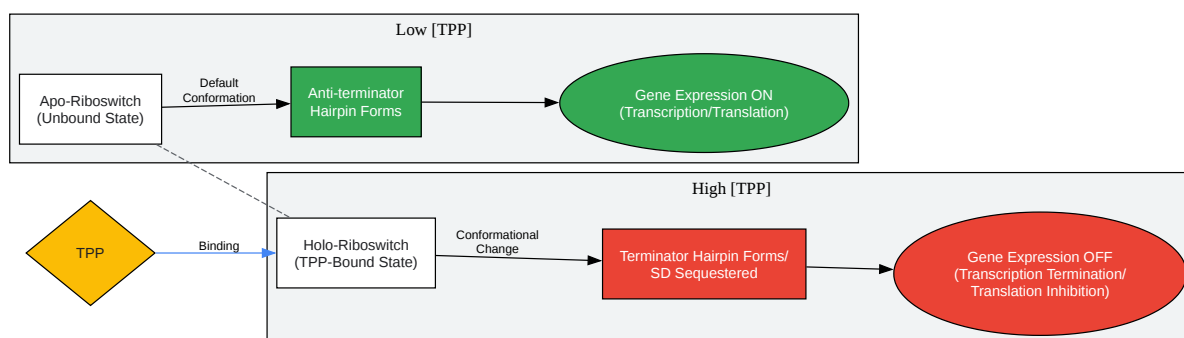 Low [TPP]
Apo-Riboswitch
(Unbound State)
Default
Conformation
Anti-terminator
Hairpin Forms
Gene Expression ON
(Transcription/Translation)
High [TPP]
TPP
Binding
Holo-Riboswitch
(TPP-Bound State)
Conformational
Change
Terminator Hairpin Forms/
SD Sequestered
Gene Expression OFF
(Transcription Termination/
Translation Inhibition)